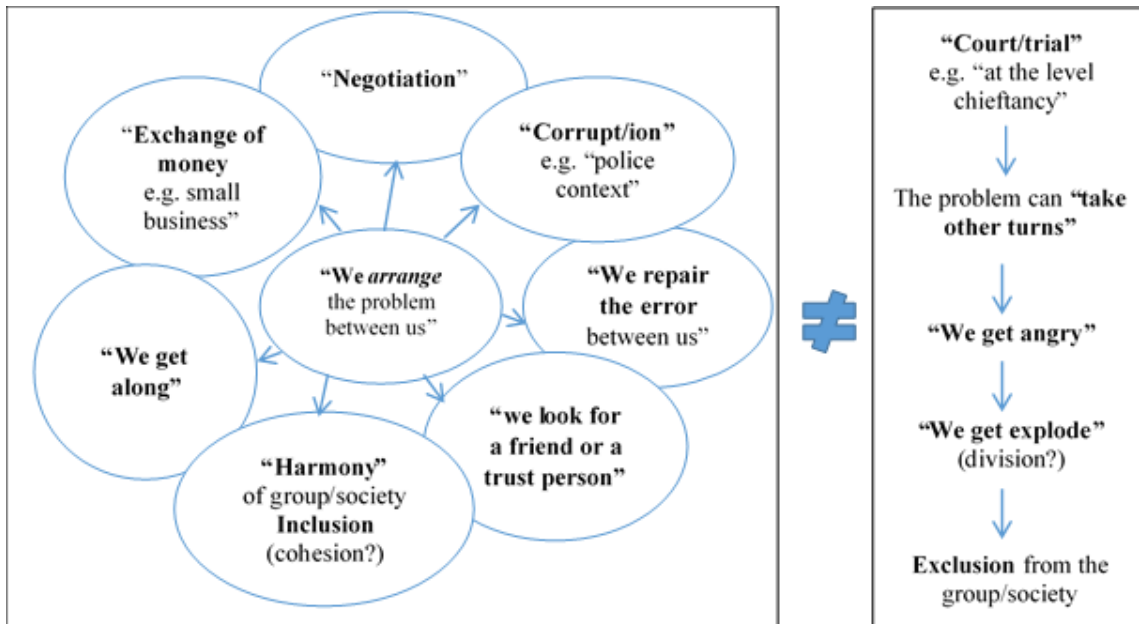 “Negotiation”
“Exchange of
money
e.g. small
business”
“Corrupt/ion”
e.g. “police
context”
“We arrange
the problem
between us”
“We repair
the error
between us”
“We get
along”
“we look for
a friend or a
trust person”
“Harmony”
of group/society
Inclusion
(cohesion?)
≠
“Court/trial”
e.g. “at the level
chieftancy”
The problem can “take
other turns”
“We get angry”
“We get explode”
(division?)
Exclusion from the
group/society